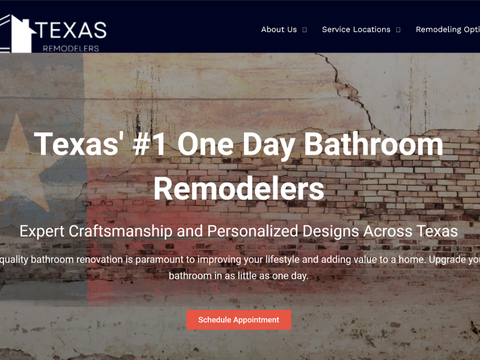 TEXAS
REMODELERS
About Us
Service Locations
Remodeling Opti
Texas' #1 One Day Bathroom
Remodelers
Expert Craftsmanship and Personalized Designs Across Texas
quality bathroom renovation is paramount to improving your lifestyle and adding value to a home. Upgrade you
bathroom in as little as one day.
Schedule Appointment